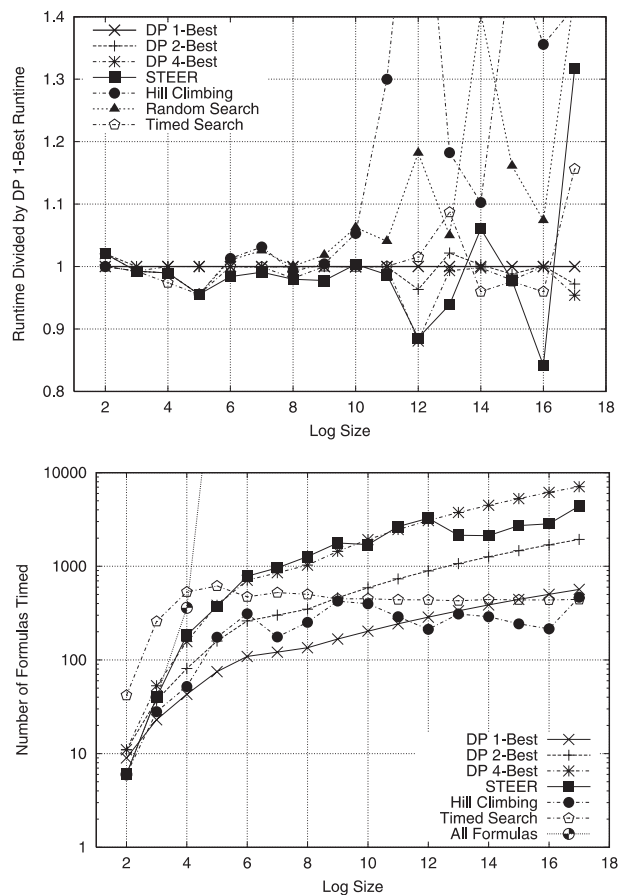 1.4
1.3
1.2
1.1
1
0.9
0.8
Runtime Divided by DP 1-Best Runtime
DP 1-Best
DP 2-Best
DP 4-Best
STEER
Hill Climbing
Random Search
Timed Search
2 4 6 8 10 12 14 16 18
Log Size
10000
1000
100
10
1
Number of Formulas Timed
DP 1-Best
DP 2-Best
DP 4-Best
STEER
Hill Climbing
Timed Search
All Formulas
2 4 6 8 10 12 14 16 18
Log Size